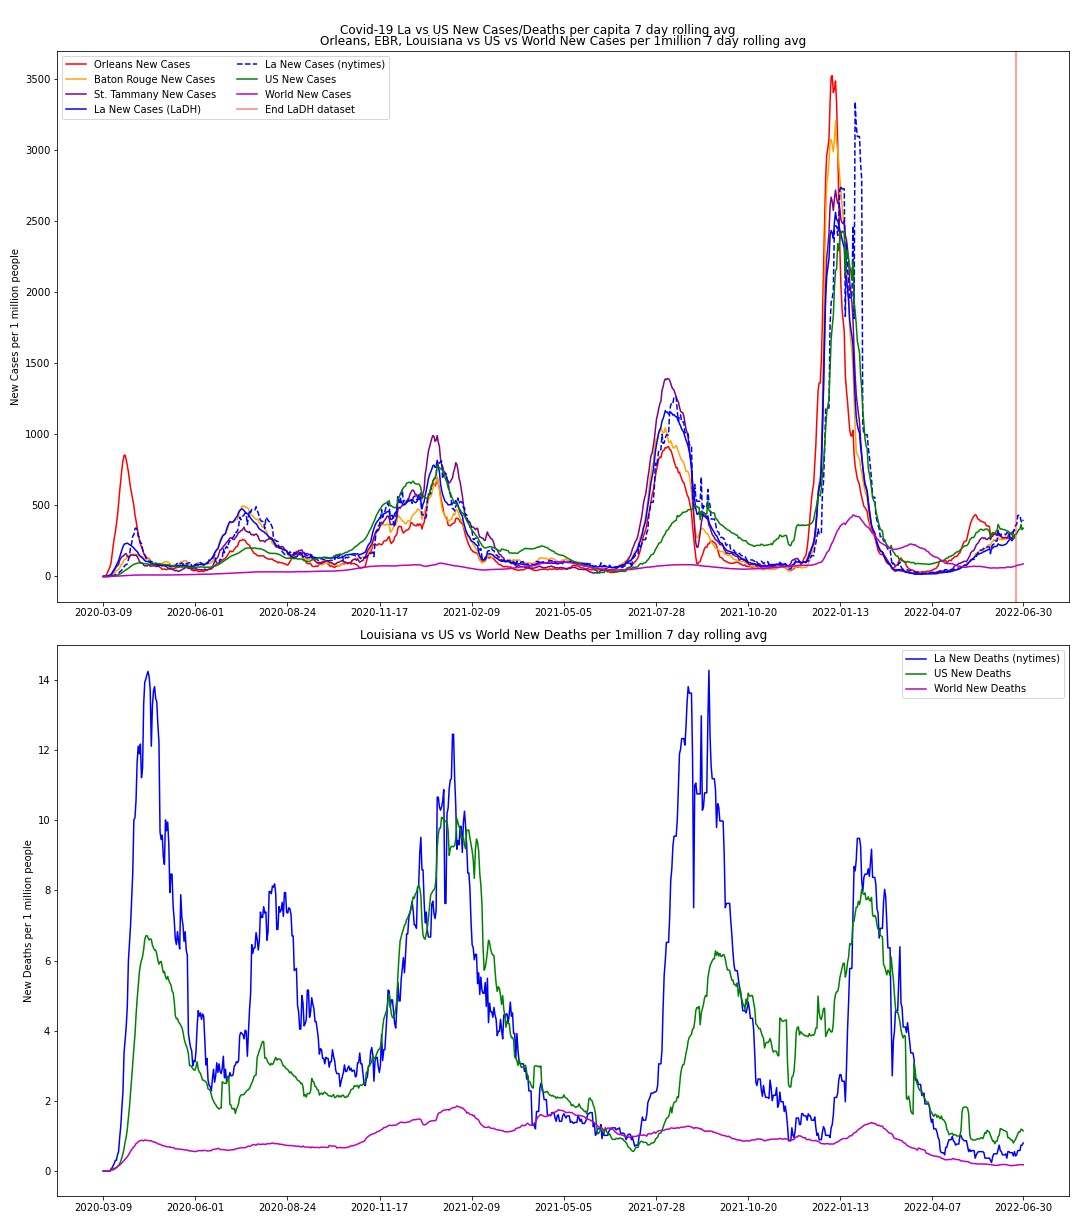 Covid-19 La vs US New Cases/Deaths per capita 7 day rolling avg
Orleans, EBR, Louisiana vs US vs World New Cases per 1million 7 day rolling avg
Orleans New Cases
Baton Rouge New Cases
St. Tammany New Cases
La New Cases (LaDH)
La New Cases (nytimes)
US New Cases
World New Cases
End LaDH dataset
New Cases per 1 million people
3500
3000
2500
2000
1500
1000
500
0
2020-03-09 2020-06-01 2020-08-24 2020-11-17 2021-02-09 2021-05-05 2021-07-28 2021-10-20 2022-01-13 2022-04-07 2022-06-30
Louisiana vs US vs World New Deaths per 1million 7 day rolling avg
La New Deaths (nytimes)
US New Deaths
World New Deaths
New Deaths per 1 million people
14
12
10
8
6
4
2
0
2020-03-09 2020-06-01 2020-08-24 2020-11-17 2021-02-09 2021-05-05 2021-07-28 2021-10-20 2022-01-13 2022-04-07 2022-06-30